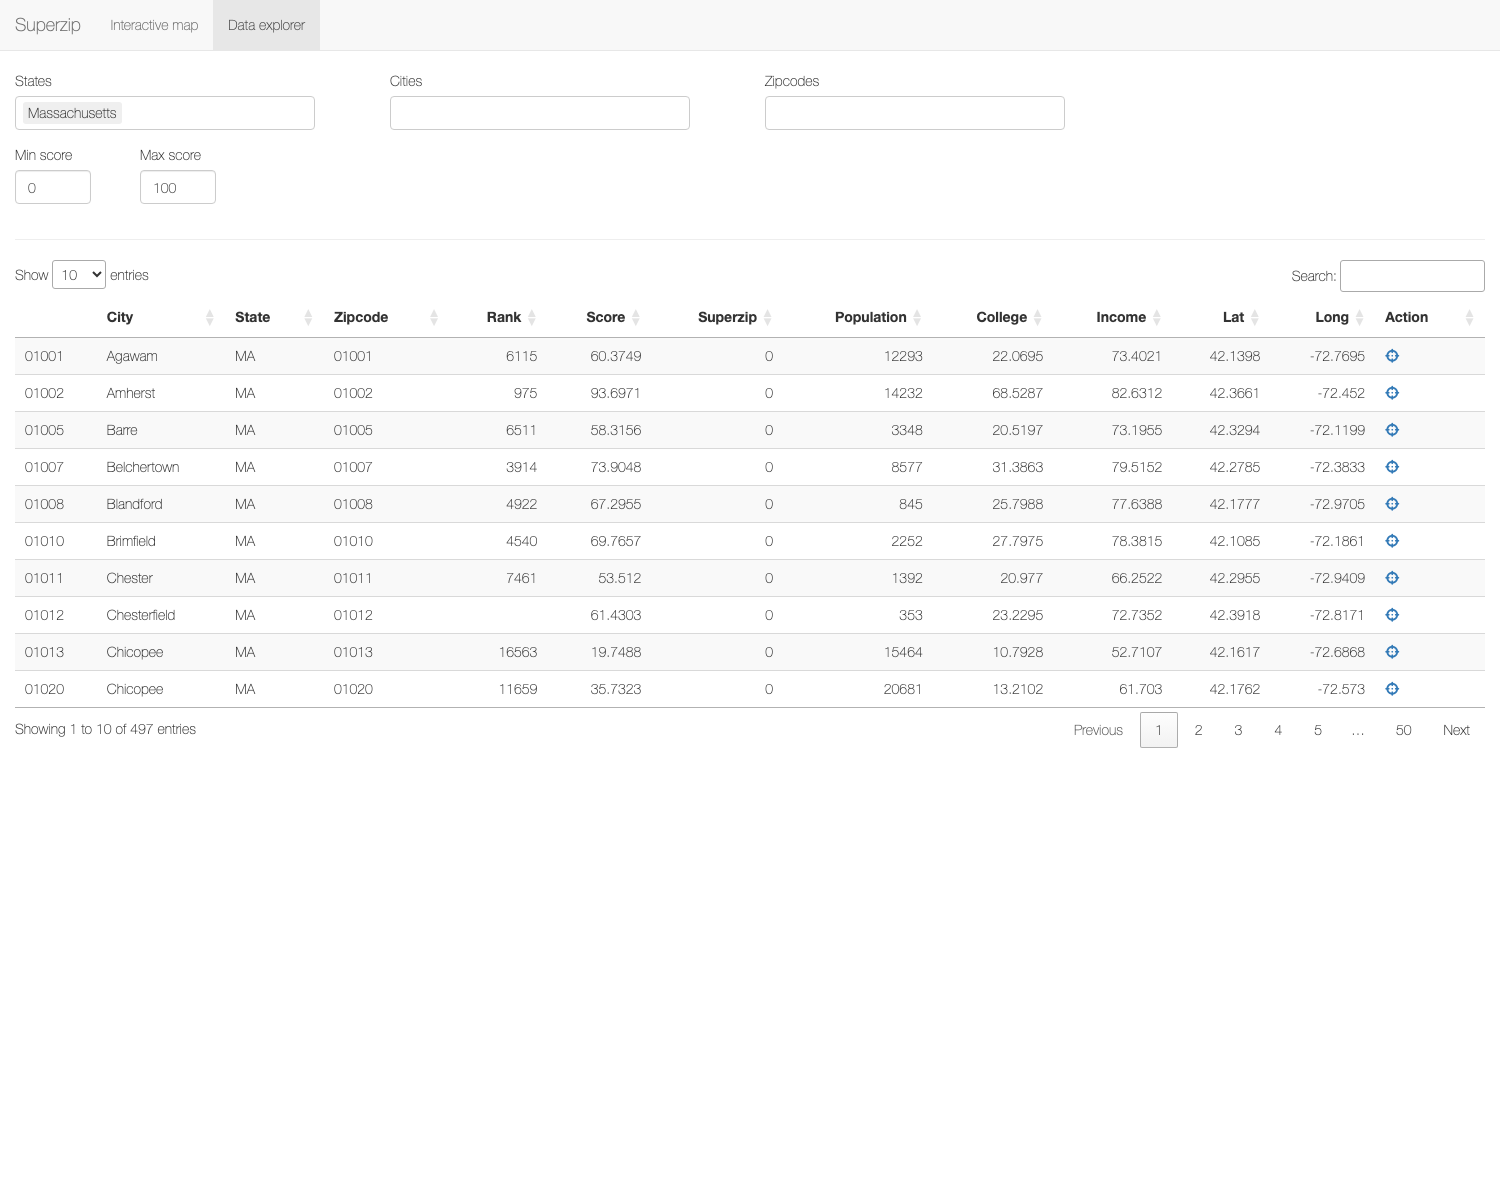 Superzip Interactive map Data explorer
States Cities Zipcodes
Massachusetts
Min score Max score
0 100
Show 10 entries Search:
City State Zipcode Rank Score Superzip Population College Income Lat Long Action
01001 Agawam MA 01001 6115 60.3749 0 12293 22.0695 73.4021 42.1398 -72.7695
01002 Amherst MA 01002 975 93.6971 0 14232 68.5287 82.6312 42.3661 -72.452
01005 Barre MA 01005 6511 58.3156 0 3348 20.5197 73.1955 42.3294 -72.1199
01007 Belchertown MA 01007 3914 73.9048 0 8577 31.3863 79.5152 42.2785 -72.3833
01008 Blandford MA 01008 4922 67.2955 0 845 25.7988 77.6388 42.1777 -72.9705
01010 Brimfield MA 01010 4540 69.7657 0 2252 27.7975 78.3815 42.1085 -72.1861
01011 Chester MA 01011 7461 53.512 0 1392 20.977 66.2522 42.2955 -72.9409
01012 Chesterfield MA 01012 61.4303 0 353 23.2295 72.7352 42.3918 -72.8171
01013 Chicopee MA 01013 16563 19.7488 0 15464 10.7928 52.7107 42.1617 -72.6868
01020 Chicopee MA 01020 11659 35.7323 0 20681 13.2102 61.703 42.1762 -72.573
Showing 1 to 10 of 497 entries Previous 1 2 3 4 5 … 50 Next